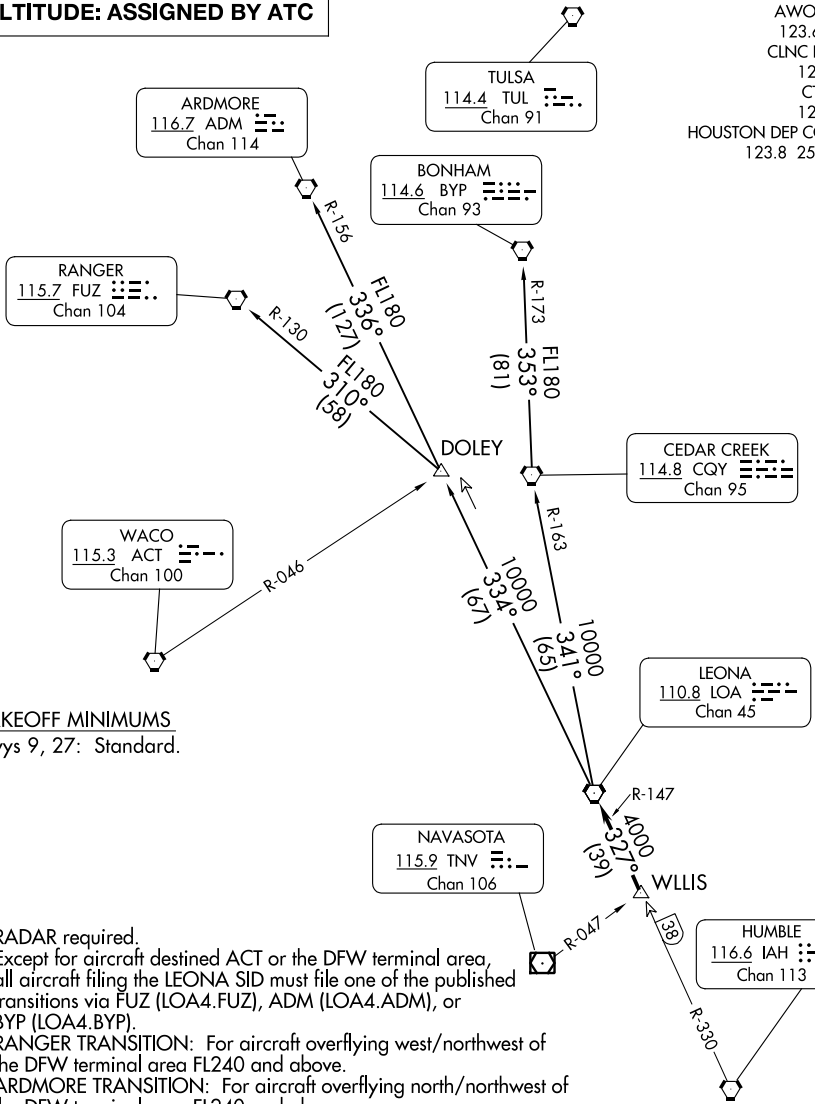 LTITUDE: ASSIGNED BY ATC
AWO
123.6
CLNC
12
CT
12
HOUSTON DEP CO
123.8 25
TULSA
114.4 TUL
Chan 91
ARDMORE
116.7 ADM
Chan 114
BONHAM
114.6 BYP
Chan 93
RANGER
115.7 FUZ
Chan 104
R-156
R-130
R-173
FL180
336°
(127)
FL180
310°
(58)
FL180
353°
(81)
DOLEY
CEDAR CREEK
114.8 CQY
Chan 95
WACO
115.3 ACT
Chan 100
R-046
R-163
10000
334°
(67)
10000
341°
(65)
LEONA
110.8 LOA
Chan 45
KEOFF MINIMUMS
ys 9, 27: Standard.
R-147
4000
327°
(39)
NAVASOTA
115.9 TNV
Chan 106
WLLIS
R-047
38
HUMBLE
116.6 IAH
Chan 113
R-330
RADAR required.
Except for aircraft destined ACT or the DFW terminal area,
all aircraft filing the LEONA SID must file one of the published
transitions via FUZ (LOA4.FUZ), ADM (LOA4.ADM), or
BYP (LOA4.BYP).
RANGER TRANSITION: For aircraft overflying west/northwest of
the DFW terminal area FL240 and above.
ARDMORE TRANSITION: For aircraft overflying north/northwest of